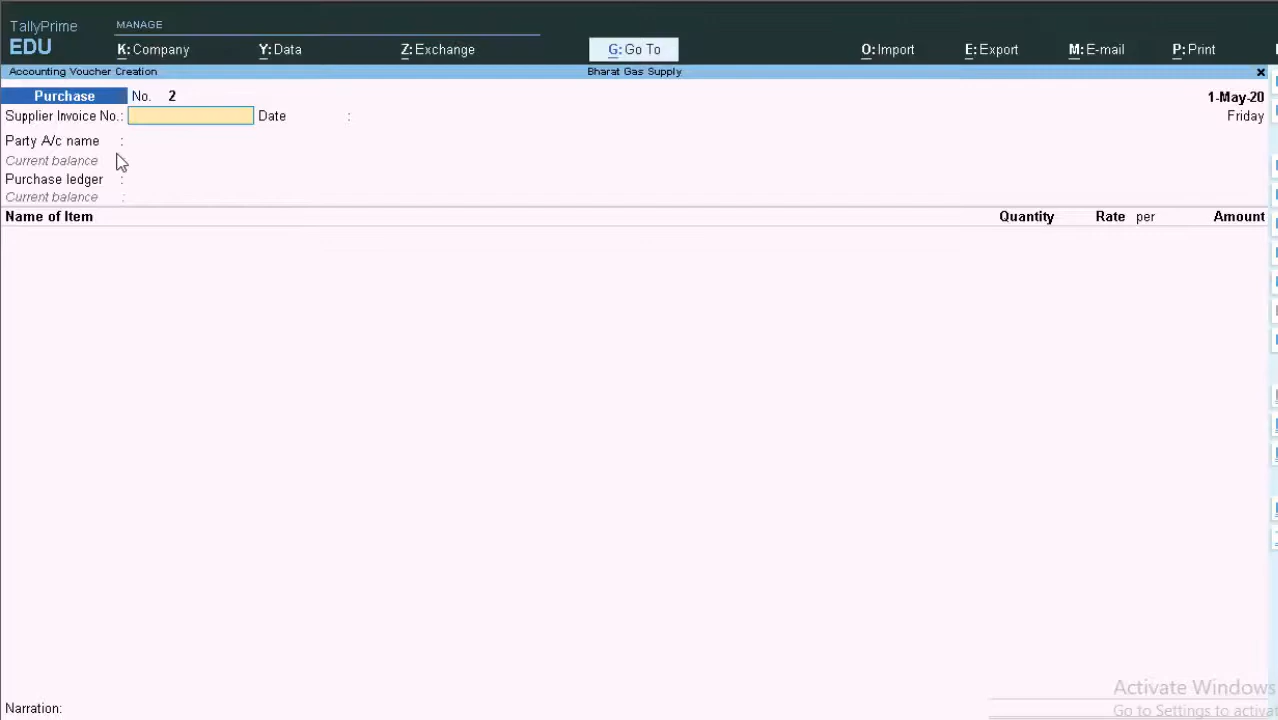 TallyPrime
MANAGE
EDU
K: Company Y: Data Z: Exchange G: Go To O: Import E: Export M: E-mail P: Print
Accounting Voucher Creation Bharat Gas Supply x
Purchase No. 2 1-May-20
Supplier Invoice No.: Date : Friday
Party A/c name :
Current balance :
Purchase ledger :
Current balance :
Name of Item Quantity Rate per Amount
Activate Windows
Go to Settings to activat
Narration: